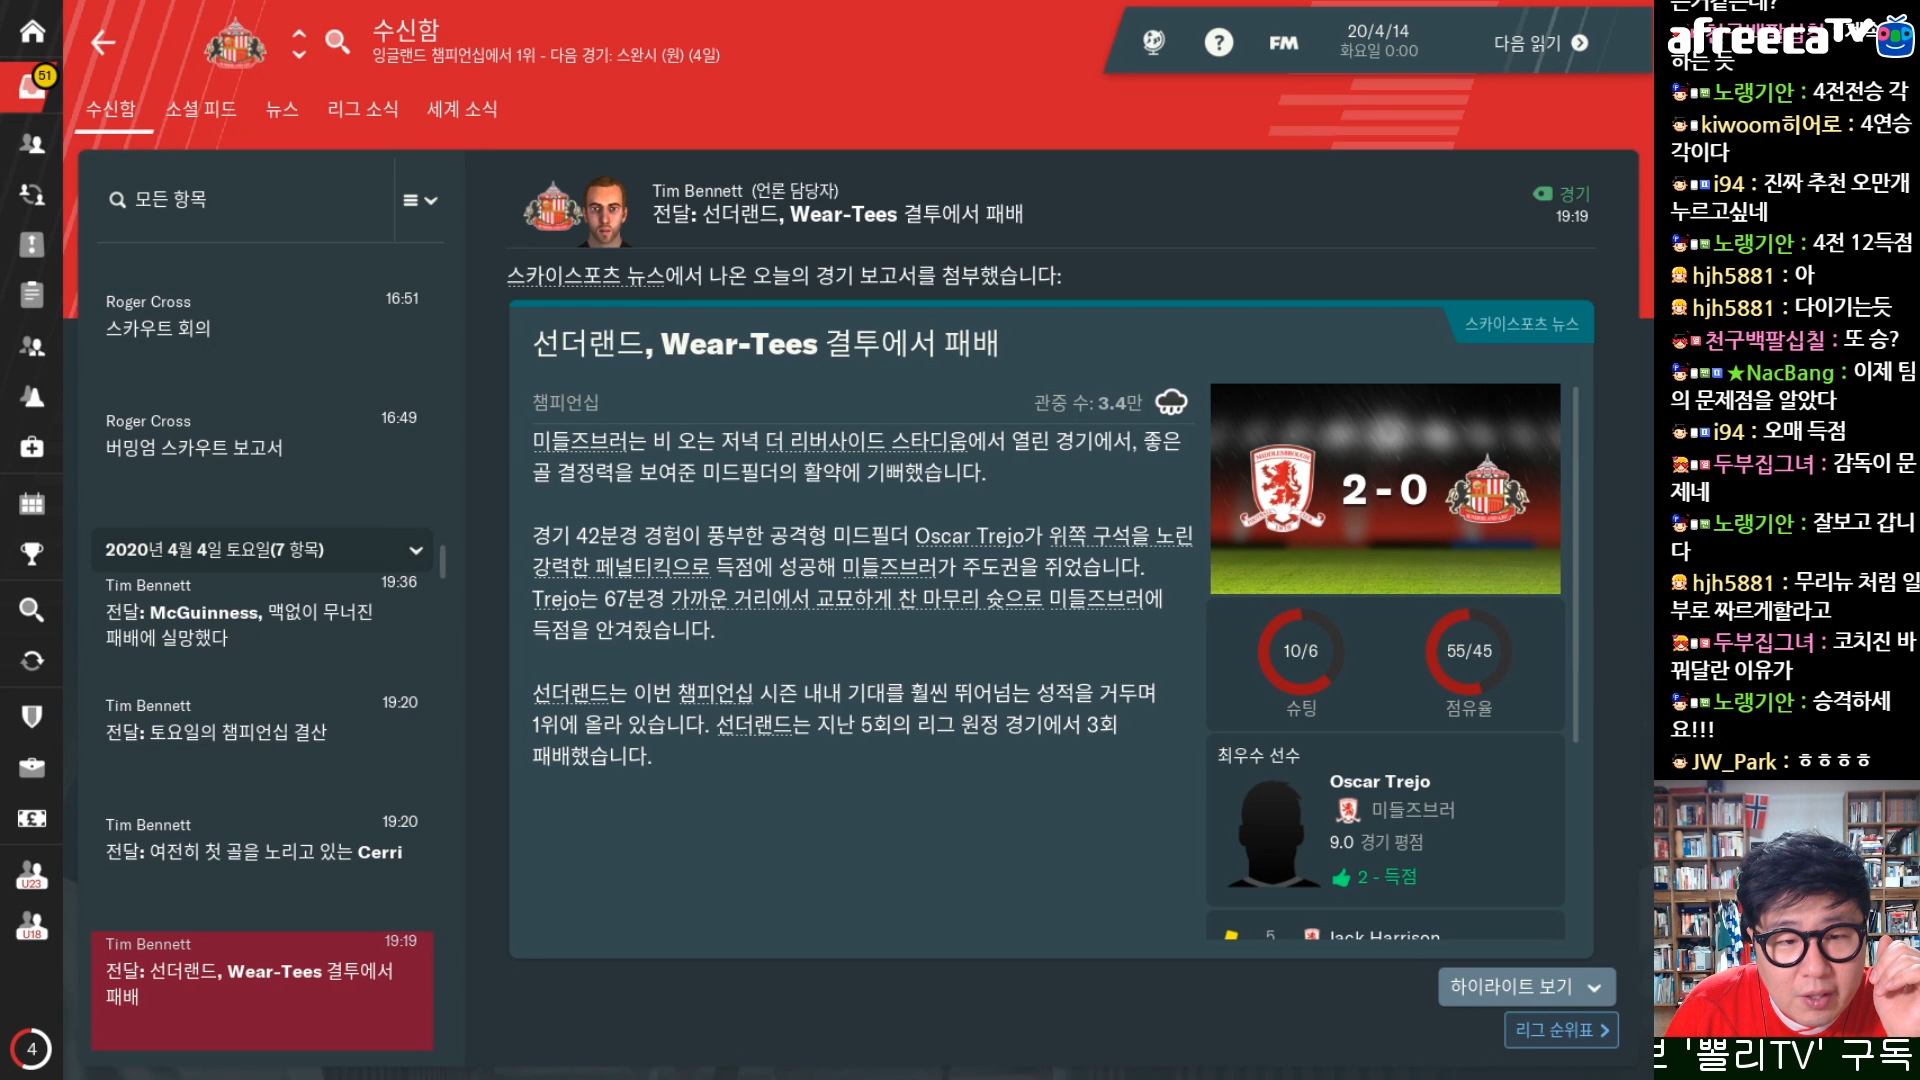 수신함
잉글랜드 챔피언십에서 1위 - 다음 경기: 스완시 (원) (4일)
20/4/14
화요일 0:00
FM
다음 읽기
51
수신함
소셜 피드
뉴스
리그 소식
세계 소식
모든 항목
Roger Cross
16:51
스카우트 회의
Roger Cross
16:49
버밍엄 스카우트 보고서
2020년 4월 4일 토요일(7 항목)
Tim Bennett
19:36
전달: McGuinness, 맥없이 무너진
패배에 실망했다
Tim Bennett
19:20
전달: 토요일의 챔피언십 결산
Tim Bennett
19:20
전달: 여전히 첫 골을 노리고 있는 Cerri
Tim Bennett
19:19
전달: 선더랜드, Wear-Tees 결투에서
패배
U23
U18
4
Tim Bennett (언론 담당자)
전달: 선더랜드, Wear-Tees 결투에서 패배
경기
19:19
스카이스포츠 뉴스에서 나온 오늘의 경기 보고서를 첨부했습니다:
선더랜드, Wear-Tees 결투에서 패배
스카이스포츠 뉴스
챔피언십
관중 수: 3.4만
미들즈브러는 비 오는 저녁 더 리버사이드 스타디움에서 열린 경기에서, 좋은
골 결정력을 보여준 미드필더의 활약에 기뻐했습니다.
경기 42분경 경험이 풍부한 공격형 미드필더 Oscar Trejo가 위쪽 구석을 노린
강력한 페널티킥으로 득점에 성공해 미들즈브러가 주도권을 쥐었습니다.
Trejo는 67분경 가까운 거리에서 교묘하게 찬 마무리 슛으로 미들즈브러에
득점을 안겨줬습니다.
선더랜드는 이번 챔피언십 시즌 내내 기대를 훨씬 뛰어넘는 성적을 거두며
1위에 올라 있습니다. 선더랜드는 지난 5회의 리그 원정 경기에서 3회
패배했습니다.
2 - 0
10/6
슈팅
55/45
점유율
최우수 선수
Oscar Trejo
미들즈브러
9.0 경기 평점
2 - 득점
5
Jack Harrison
하이라이트 보기
리그 순위표
afreecaTV
하는 듯
노랭기안 : 4전전승 각
kiwoom히어로 : 4연승
각이다
i94 : 진짜 추천 오만개
누르고싶네
노랭기안 : 4전 12득점
hjh5881 : 아
hjh5881 : 다이기는듯
천구백팔십칠 : 또 승?
★NacBang : 이제 팀
의 문제점을 알았다
i94 : 오매 득점
두부집그녀 : 감독이 문
제네
노랭기안 : 잘보고 갑니
다
hjh5881 : 무리뉴 처럼 일
부로 짜르게할라고
두부집그녀 : 코치진 바
꿔달란 이유가
노랭기안 : 승격하세
요!!!
JW_Park : ㅎㅎㅎㅎ
'뽈리TV' 구독